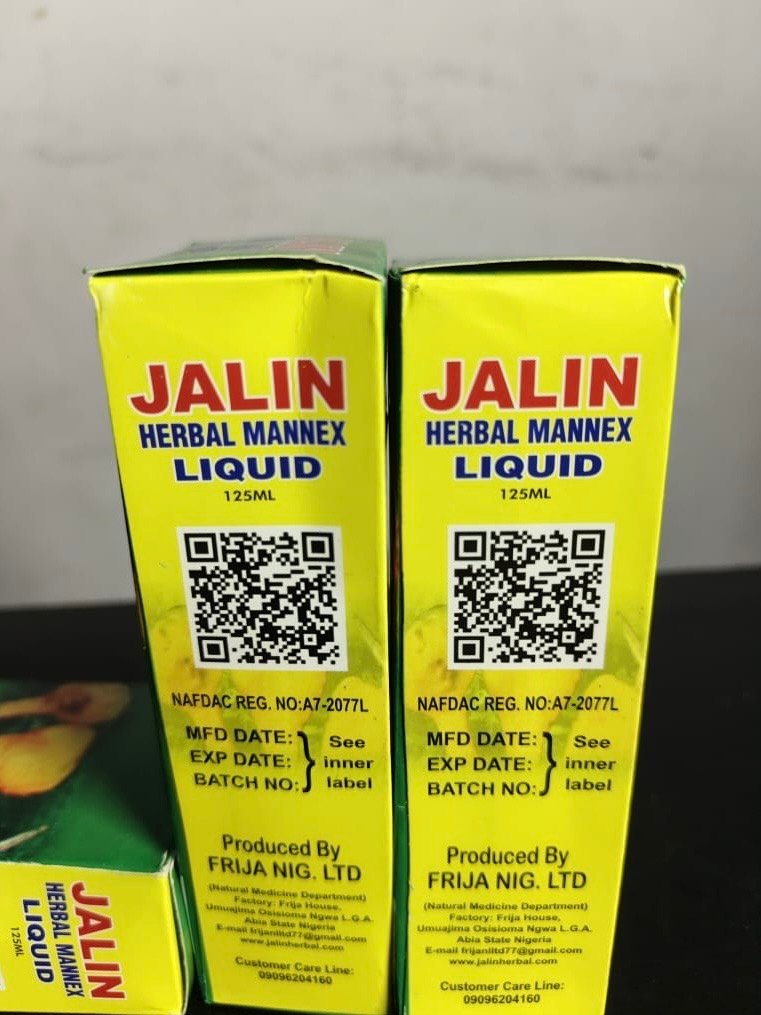 JALIN
HERBAL MANNEX
LIQUID
125ML
NAFDAC REG. NO:A7-2077L
MFD DATE:
EXP DATE:
BATCH NO:
} See
inner
label
Produced By
FRIJA NIG. LTD
(Natural Medicine Department)
Factory: Frija House,
Umuajima Osisioma Ngwa L.G.A.
Abia State Nigeria
E-mail frijaniltd77@gmail.com
www.jalinherbal.com
Customer Care Line:
09096204160
JALIN
HERBAL MANNEX
LIQUID
125ML
NAFDAC REG. NO:A7-2077L
MFD DATE:
EXP DATE:
BATCH NO:
} See
inner
label
Produced By
FRIJA NIG. LTD
(Natural Medicine Department)
Factory: Frija House,
Umuajima Osisioma Ngwa L.G.A.
Abia State Nigeria
E-mail frijaniltd77@gmail.com
www.jalinherbal.com
Customer Care Line:
09096204160
JALIN
HERBAL MANNEX
LIQUID
125ML